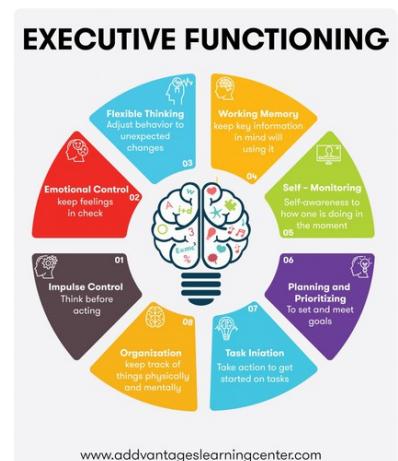 EXECUTIVE FUNCTIONING
Impulse Control
Think before
acting
01
Emotional Control
keep feelings
in check
02
Flexible Thinking
Adjust behavior to
unexpected
changes
03
Working Memory
keep key information
in mind will
using it
04
Self - Monitoring
Self-awareness to
how one is doing in
the moment
05
06
Planning and
Prioritizing
To set and meet
goals
07
Task Iniation
Take action to get
started on tasks
08
Organization
keep track of
things physically
and mentally
www.addvantageslearningcenter.com